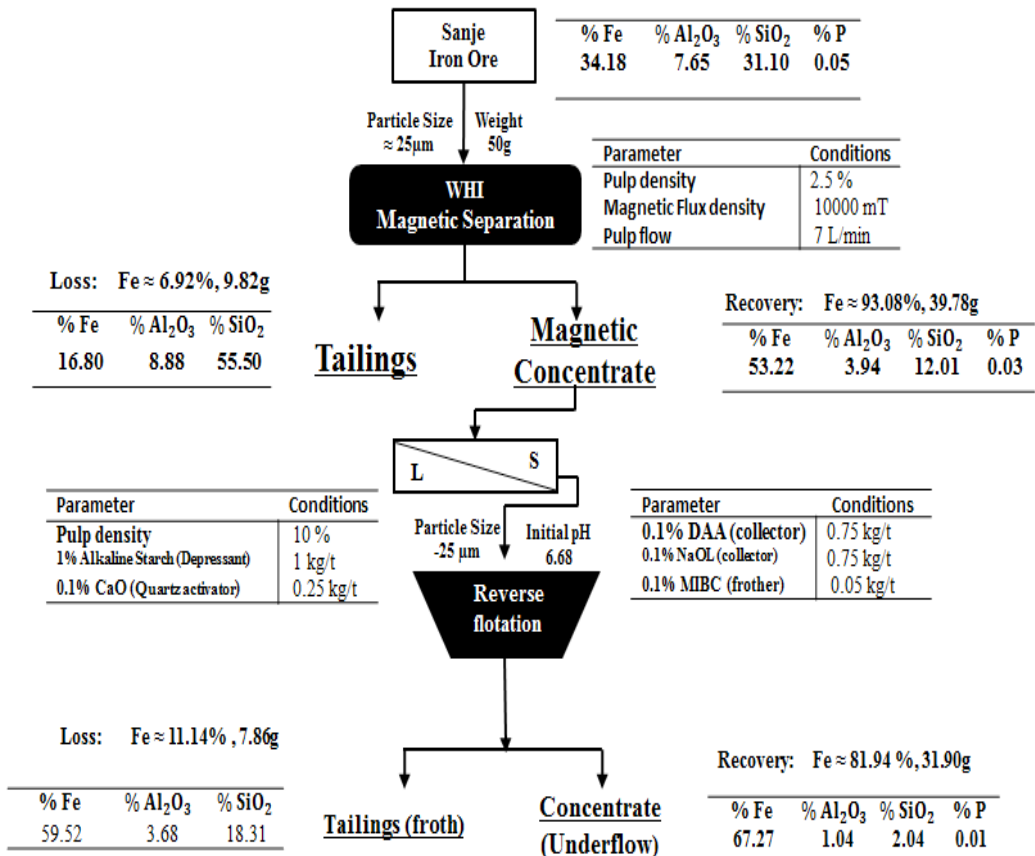 Sanje
Iron Ore
% Fe % Al₂O₃ % SiO₂ % P
34.18 7.65 31.10 0.05
Particle Size
≈ 25µm
Weight
50g
WHI
Magnetic Separation
Parameter Conditions
Pulp density 2.5 %
Magnetic Flux density 10000 mT
Pulp flow 7 L/min
Loss: Fe ≈ 6.92%, 9.82g
% Fe % Al₂O₃ % SiO₂
16.80 8.88 55.50
Tailings
Magnetic
Concentrate
Recovery: Fe ≈ 93.08%, 39.78g
% Fe % Al₂O₃ % SiO₂ % P
53.22 3.94 12.01 0.03
L S
Parameter Conditions
Pulp density 10 %
1% Alkaline Starch (Depressant) 1 kg/t
0.1% CaO (Quartz activator) 0.25 kg/t
Particle Size
-25 µm
Initial pH
6.68
Parameter Conditions
0.1% DAA (collector) 0.75 kg/t
0.1% NaOL (collector) 0.75 kg/t
0.1% MIBC (frother) 0.05 kg/t
Reverse
flotation
Loss: Fe ≈ 11.14% , 7.86g
% Fe % Al₂O₃ % SiO₂
59.52 3.68 18.31
Tailings (froth)
Concentrate
(Underflow)
Recovery: Fe ≈ 81.94 %, 31.90g
% Fe % Al₂O₃ % SiO₂ % P
67.27 1.04 2.04 0.01